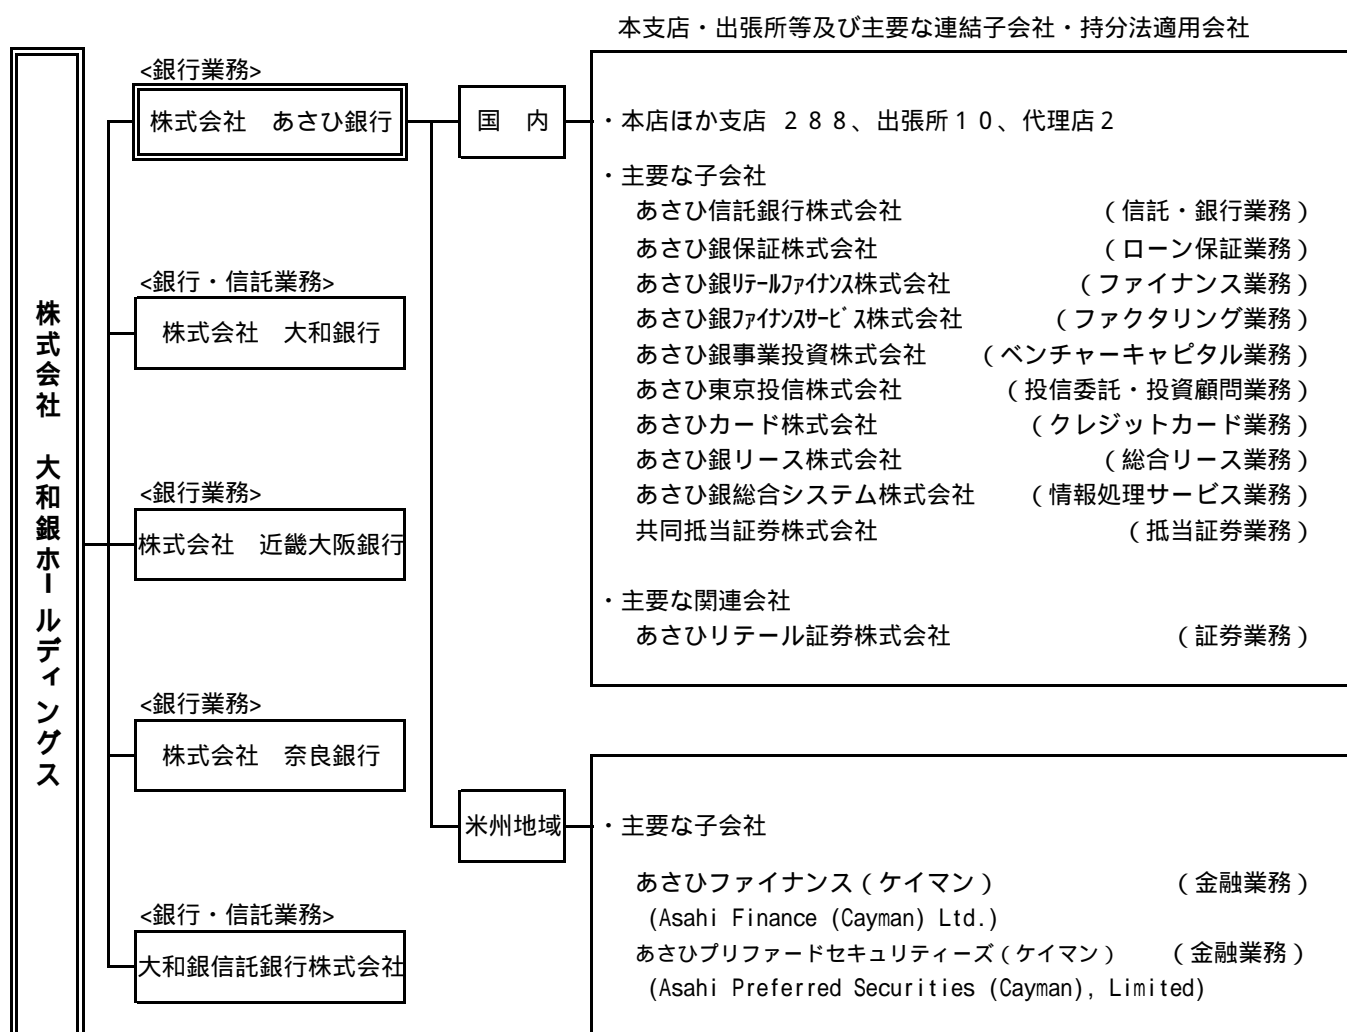 本支店・出張所等及び主要な連結子会社・持分法適用会社
株式会社　大和銀ホールディングス
<銀行業務>
株式会社　あさひ銀行
<銀行・信託業務>
株式会社　大和銀行
<銀行業務>
株式会社　近畿大阪銀行
<銀行業務>
株式会社　奈良銀行
<銀行・信託業務>
大和銀信託銀行株式会社
国　内
・本店ほか支店　２８８、出張所１０、代理店２
・主要な子会社
あさひ信託銀行株式会社　（信託・銀行業務）
あさひ銀保証株式会社　（ローン保証業務）
あさひ銀ﾘﾃｰﾙﾌｧｲﾅﾝｽ株式会社　（ファイナンス業務）
あさひ銀ﾌｧｲﾅﾝｽｻｰﾋﾞｽ株式会社　（ファクタリング業務）
あさひ銀事業投資株式会社　（ベンチャーキャピタル業務）
あさひ東京投信株式会社　（投信委託・投資顧問業務）
あさひカード株式会社　（クレジットカード業務）
あさひ銀リース株式会社　（総合リース業務）
あさひ銀総合システム株式会社　（情報処理サービス業務）
共同抵当証券株式会社　（抵当証券業務）
・主要な関連会社
あさひリテール証券株式会社　（証券業務）
米州地域
・主要な子会社
あさひファイナンス（ケイマン）　（金融業務）
(Asahi Finance (Cayman) Ltd.)
あさひプリファードセキュリティーズ（ケイマン）　（金融業務）
(Asahi Preferred Securities (Cayman), Limited)